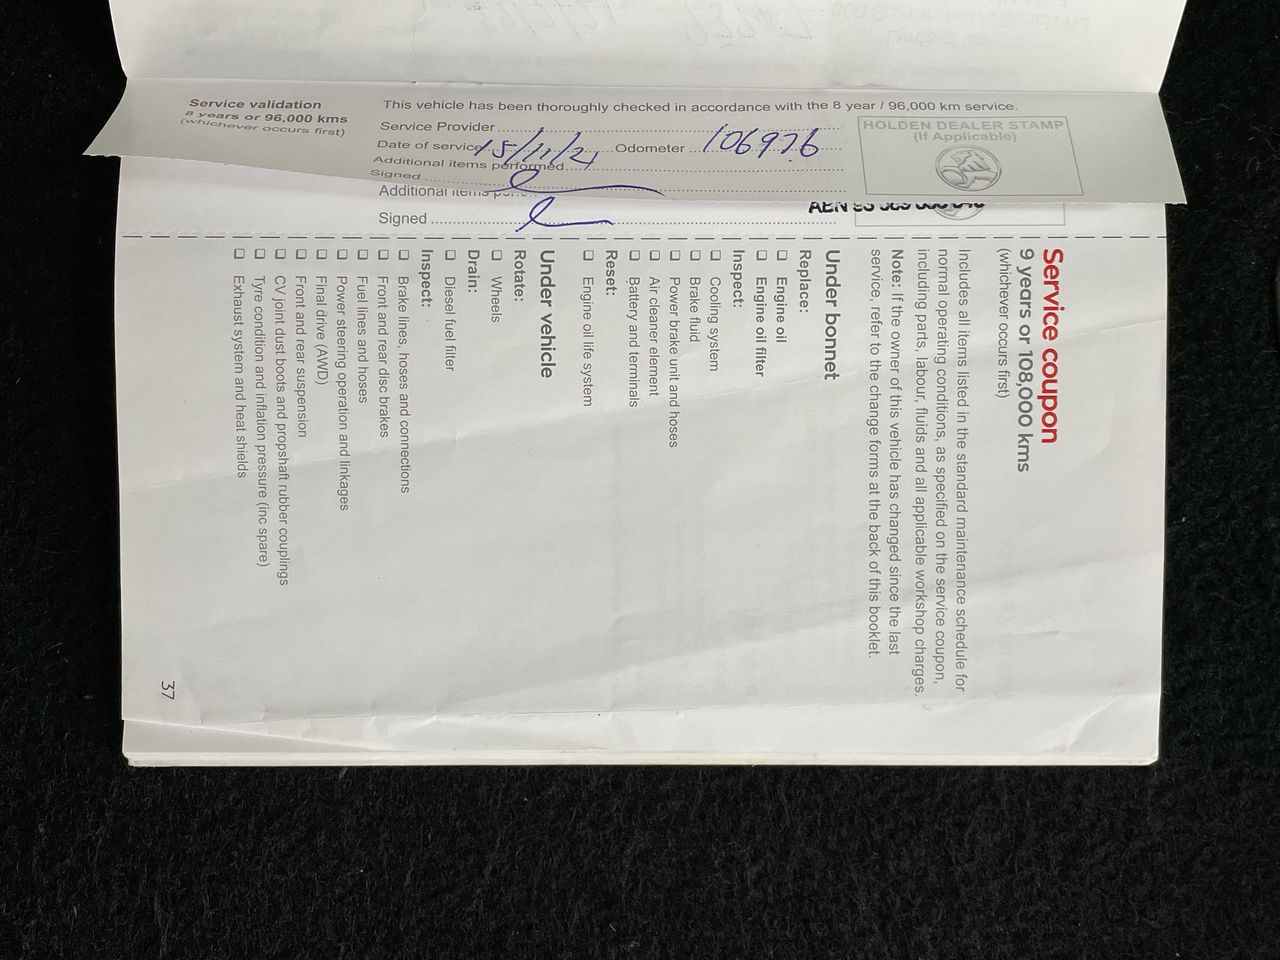 Service validation
8 years or 96,000 kms
(whichever occurs first)
This vehicle has been thoroughly checked in accordance with the 8 year / 96,000 km service.
Service Provider
Date of service 15/11/21 Odometer 106976
Additional items performed
Signed
HOLDEN DEALER STAMP
(If Applicable)
Additional items
Signed
ABN
Service coupon
9 years or 108,000 kms
(whichever occurs first)
Includes all items listed in the standard maintenance schedule for
normal operating conditions, as specified on the service coupon,
including parts, labour, fluids and all applicable workshop charges.
Note: If the owner of this vehicle has changed since the last
service, refer to the change forms at the back of this booklet.
Under bonnet
Replace:
Engine oil
Engine oil filter
Inspect:
Cooling system
Brake fluid
Power brake unit and hoses
Air cleaner element
Battery and terminals
Reset:
Engine oil life system
Under vehicle
Rotate:
Wheels
Drain:
Diesel fuel filter
Inspect:
Brake lines, hoses and connections
Front and rear disc brakes
Fuel lines and hoses
Power steering operation and linkages
Final drive (AWD)
Front and rear suspension
CV joint dust boots and propshaft rubber couplings
Tyre condition and inflation pressure (inc spare)
Exhaust system and heat shields
37